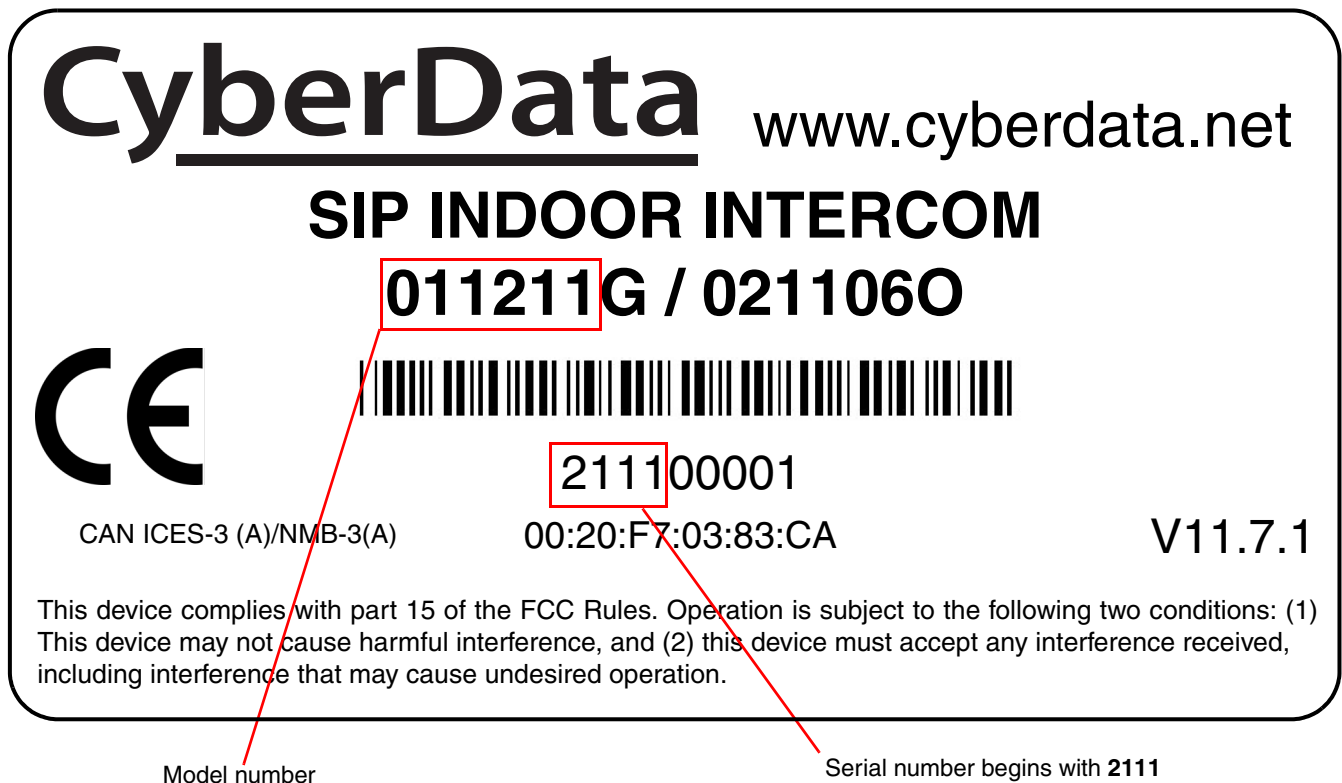 CyberData www.cyberdata.net
SIP INDOOR INTERCOM
011211G / 021106O
CE
211100001
CAN ICES-3 (A)/NMB-3(A) 00:20:F7:03:83:CA V11.7.1
This device complies with part 15 of the FCC Rules. Operation is subject to the following two conditions: (1)
This device may not cause harmful interference, and (2) this device must accept any interference received,
including interference that may cause undesired operation.
Model number Serial number begins with 2111